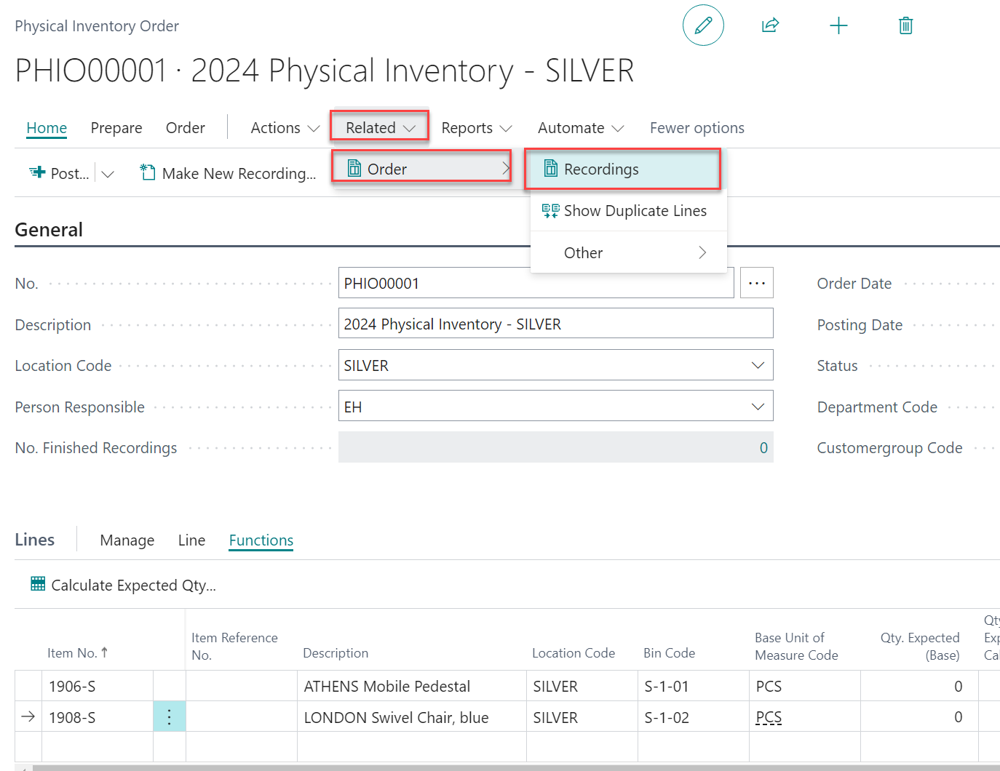 Physical Inventory Order
PHIO00001 · 2024 Physical Inventory - SILVER
Home Prepare Order Actions Related Reports Automate Fewer options
Post... Make New Recording... Order Recordings
Show Duplicate Lines
Other
General
No. PHIO00001 ... Order Date
Description 2024 Physical Inventory - SILVER Posting Date
Location Code SILVER Status
Person Responsible EH Department Code
No. Finished Recordings 0 Customergroup Code
Lines Manage Line Functions
Calculate Expected Qty...
Item No. ↑ Item Reference No. Description Location Code Bin Code Base Unit of Measure Code Qty. Expected (Base)
1906-S ATHENS Mobile Pedestal SILVER S-1-01 PCS 0
1908-S LONDON Swivel Chair, blue SILVER S-1-02 PCS 0